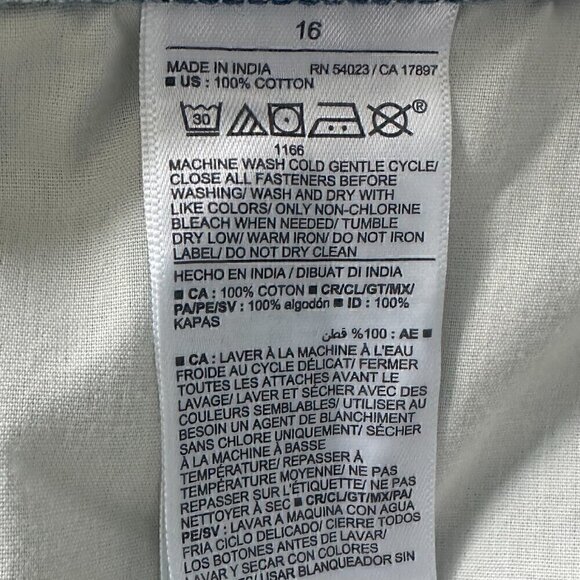 16
MADE IN INDIA RN 54023 / CA 17897
■ US : 100% COTTON
30 ®
1166
MACHINE WASH COLD GENTLE CYCLE/
CLOSE ALL FASTENERS BEFORE
WASHING/ WASH AND DRY WITH
LIKE COLORS/ ONLY NON-CHLORINE
BLEACH WHEN NEEDED/ TUMBLE
DRY LOW/ WARM IRON/ DO NOT IRON
LABEL/ DO NOT DRY CLEAN
HECHO EN INDIA / DIBUAT DI INDIA
■ CA : 100% COTON ■ CR/CL/GT/MX/
PA/PE/SV : 100% algodón ■ ID : 100%
KAPAS
■ AE : 100% قطن
■ CA : LAVER À LA MACHINE À L'EAU
FROIDE AU CYCLE DÉLICAT/ FERMER
TOUTES LES ATTACHES AVANT LE
LAVAGE/ LAVER ET SÉCHER AVEC DES
COULEURS SEMBLABLES/ UTILISER AU
BESOIN UN AGENT DE BLANCHIMENT
SANS CHLORE UNIQUEMENT/ SÉCHER
À LA MACHINE À BASSE
TEMPÉRATURE/ REPASSER À
TEMPÉRATURE MOYENNE/ NE PAS
REPASSER SUR L'ÉTIQUETTE/ NE PAS
NETTOYER À SEC ■ CR/CL/GT/MX/PA/
PE/SV : LAVAR A MAQUINA CON AGUA
FRIA CICLO DELICADO/ CIERRE TODOS
LOS BOTONES ANTES DE LAVAR/
LAVAR Y SECAR CON COLORES
USAR BLANQUEADOR SIN